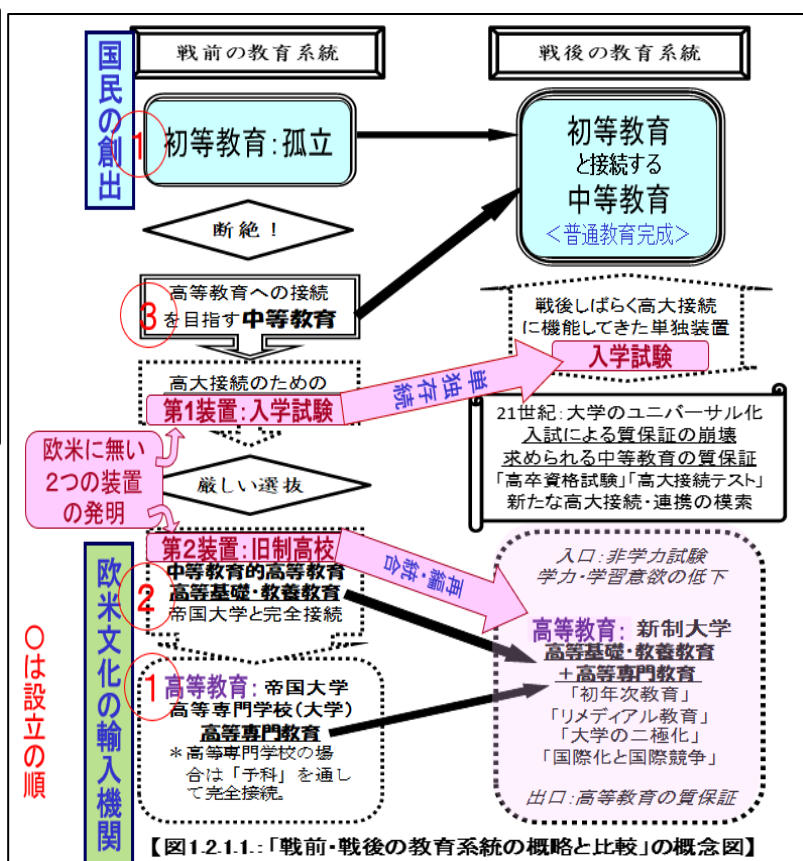 戦前の教育系統
国民の創出
1
初等教育:孤立
断絶!
3
高等教育への接続
を目指す中等教育
高大接続のための
第1装置:入学試験
欧米に無い
2つの装置
の発明
厳しい選抜
第2装置:旧制高校
中等教育的高等教育
高等基礎・教養教育
帝国大学と完全接続
2
欧米文化の輸入機関
1
高等教育:帝国大学
高等専門学校(大学)
高等専門教育
*高等専門学校の場
合は「予科」を通し
て完全接続。
〇は設立の順
単独存続
再編・統合
戦後の教育系統
初等教育
と接続する
中等教育
<普通教育完成>
戦後しばらく高大接続
に機能してきた単独装置
入学試験
21世紀:大学のユニバーサル化
入試による質保証の崩壊
求められる中等教育の質保証
「高卒資格試験」「高大接続テスト」
新たな高大接続・連携の模索
入口:非学力試験
学力・学習意欲の低下
高等教育:新制大学
高等基礎・教養教育
+高等専門教育
「初年次教育」
「リメディアル教育」
「大学の二極化」
「国際化と国際競争」
出口:高等教育の質保証
【図1.2.1.1.:「戦前・戦後の教育系統の概略と比較」の概念図】